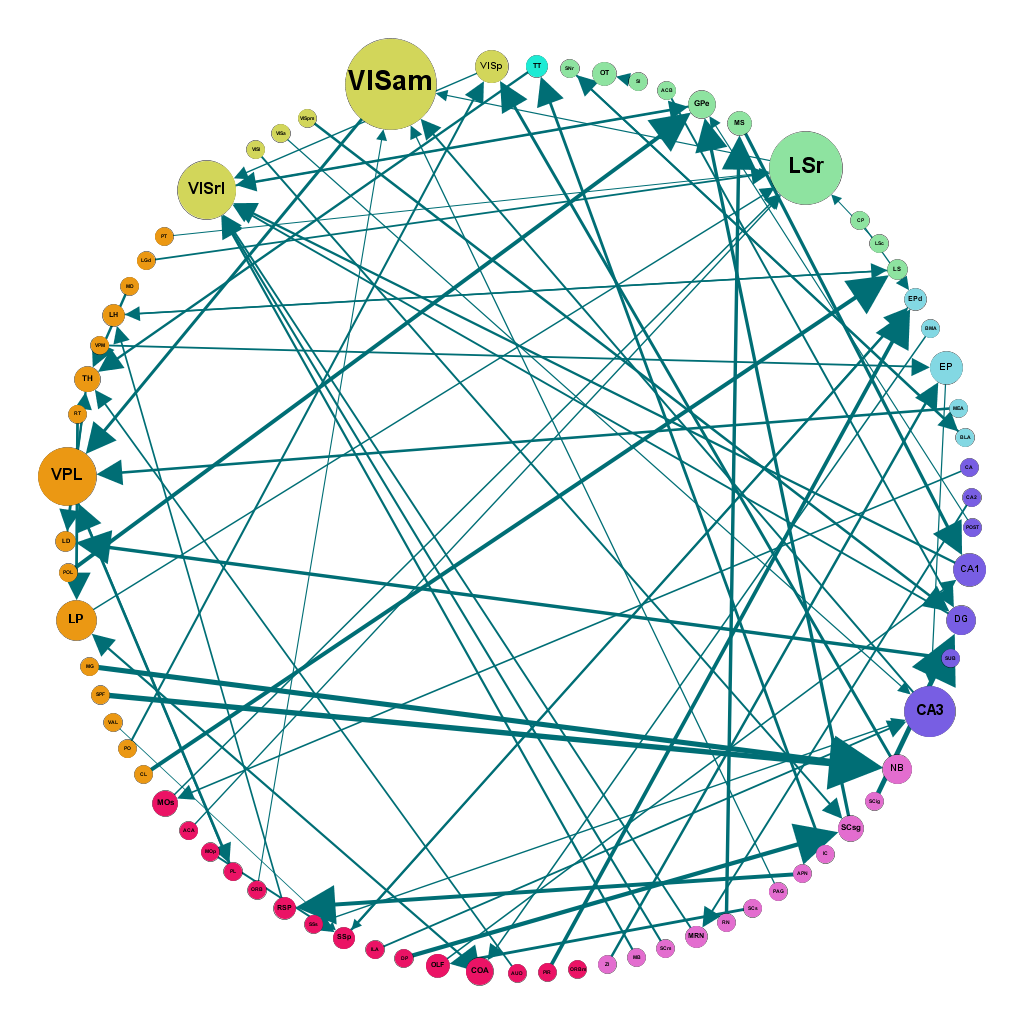 VISam
VISp
TT
SNr
OT
SI
ACB
GPe
MS
LSr
CP
LSc
LS
EPd
BMA
EP
MEA
BLA
CA
CA2
POST
CA1
DG
SUB
CA3
NB
SCig
SCsg
IC
APN
PAG
SCs
RN
MRN
SCm
MB
ZI
ORBm
PIR
AUD
COA
OLF
DP
ILA
SSp
SSs
RSP
ORB
PL
MOp
ACA
MOs
CL
PO
VAL
SPF
MG
LP
POL
LD
VPL
RT
TH
VPM
LH
MD
LGd
PT
VISrl
VISl
VISa
VISpm